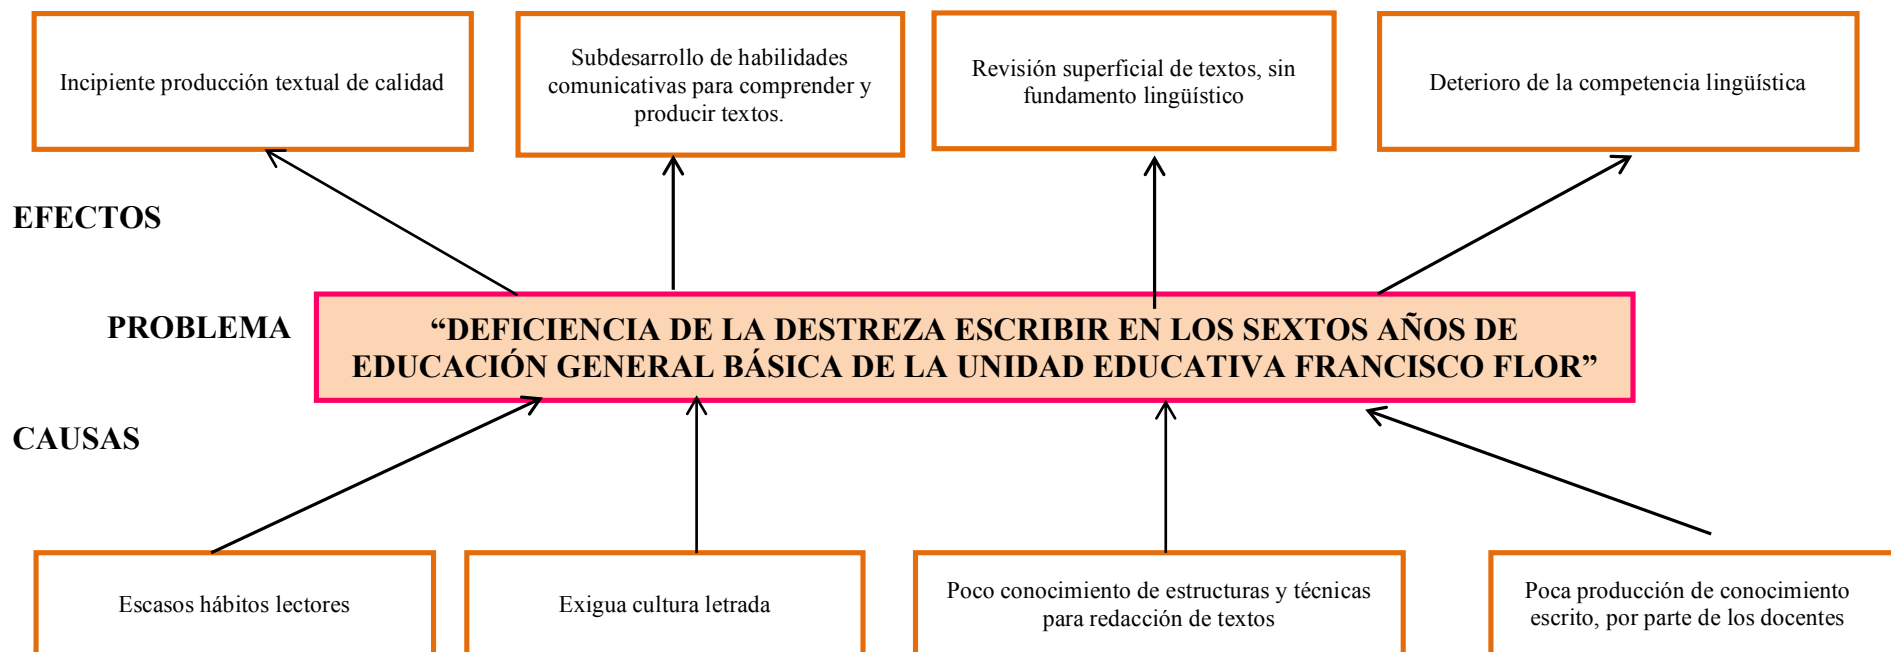 Incipiente producción textual de calidad
Subdesarrollo de habilidades
comunicativas para comprender y
producir textos.
Revisión superficial de textos, sin
fundamento lingüístico
Deterioro de la competencia lingüística
EFECTOS
PROBLEMA
“DEFICIENCIA DE LA DESTREZA ESCRIBIR EN LOS SEXTOS AÑOS DE
EDUCACIÓN GENERAL BÁSICA DE LA UNIDAD EDUCATIVA FRANCISCO FLOR”
CAUSAS
Escasos hábitos lectores
Exigua cultura letrada
Poco conocimiento de estructuras y técnicas
para redacción de textos
Poca producción de conocimiento
escrito, por parte de los docentes